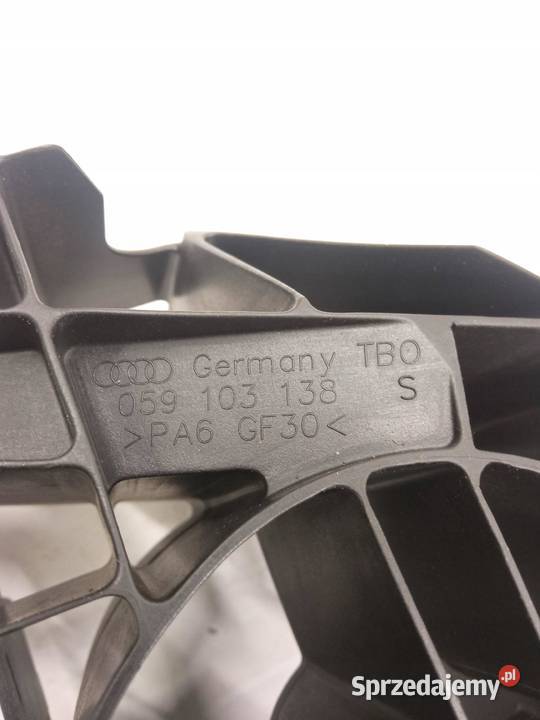 Germany TBO
059 103 138 S
>PA6 GF30<
Sprzedajemy.pl